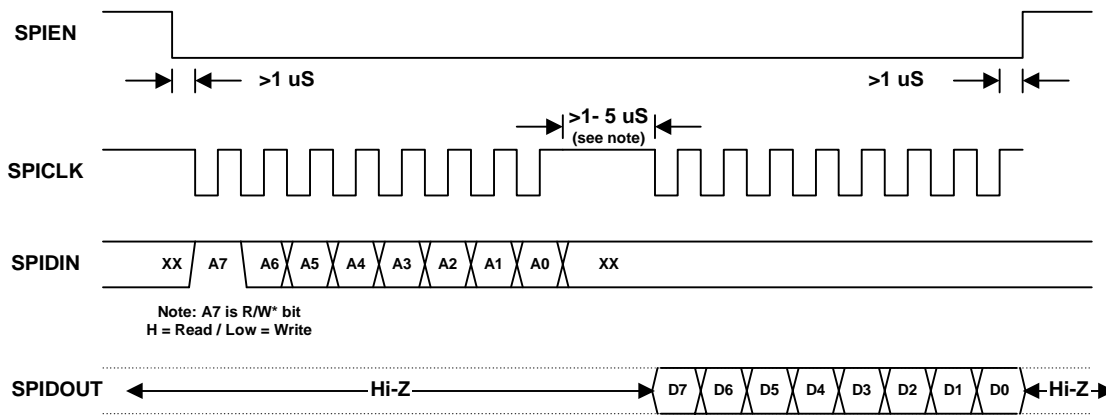 SPIEN
>1 uS
>1 uS
>1- 5 uS
(see note)
SPICLK
SPIDIN
XX A7 A6 A5 A4 A3 A2 A1 A0 XX
Note: A7 is R/W* bit
H = Read / Low = Write
SPIDOUT
Hi-Z
D7 D6 D5 D4 D3 D2 D1 D0
Hi-Z